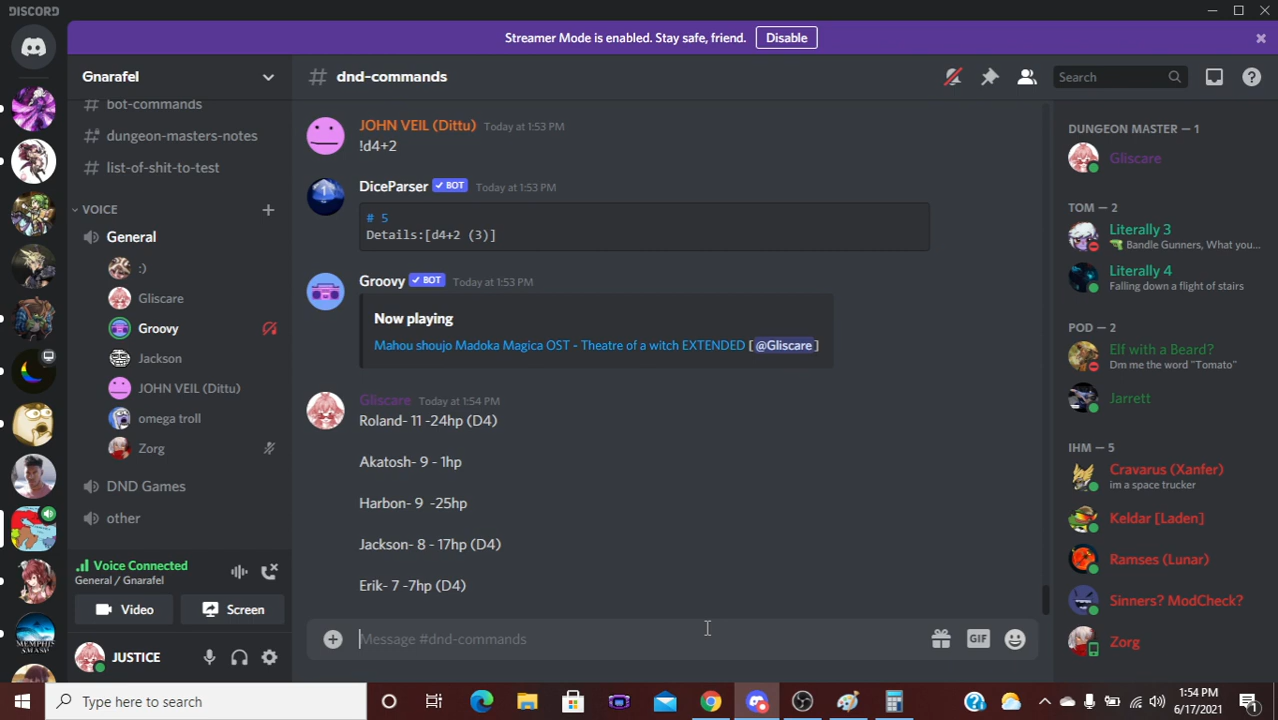 DISCORD
Streamer Mode is enabled. Stay safe, friend. Disable
Gnarafel
# bot-commands
# dungeon-masters-notes
# list-of-shit-to-test
VOICE
General
:)
Gliscare
Groovy
Jackson
JOHN VEIL (Dittu)
omega troll
Zorg
DND Games
other
Voice Connected
General / Gnarafel
Video
Screen
JUSTICE
# dnd-commands
Search
JOHN VEIL (Dittu) Today at 1:53 PM
!d4+2
DiceParser ✓ BOT Today at 1:53 PM
# 5
Details:[d4+2 (3)]
Groovy ✓ BOT Today at 1:53 PM
Now playing
Mahou shoujo Madoka Magica OST - Theatre of a witch EXTENDED [ @Gliscare ]
Gliscare Today at 1:54 PM
Roland- 11 -24hp (D4)
Akatosh- 9 - 1hp
Harbon- 9 -25hp
Jackson- 8 - 17hp (D4)
Erik- 7 -7hp (D4)
Message #dnd-commands
GIF
DUNGEON MASTER — 1
Gliscare
TOM — 2
Literally 3
Bandle Gunners, What you...
Literally 4
Falling down a flight of stairs
POD — 2
Elf with a Beard?
Dm me the word "Tomato"
Jarrett
IHM — 5
Cravarus (Xanfer)
im a space trucker
Keldar [Laden]
Ramses (Lunar)
Sinners? ModCheck?
Zorg
MEMPHIS
SMASH
Type here to search
1:54 PM
6/17/2021
1